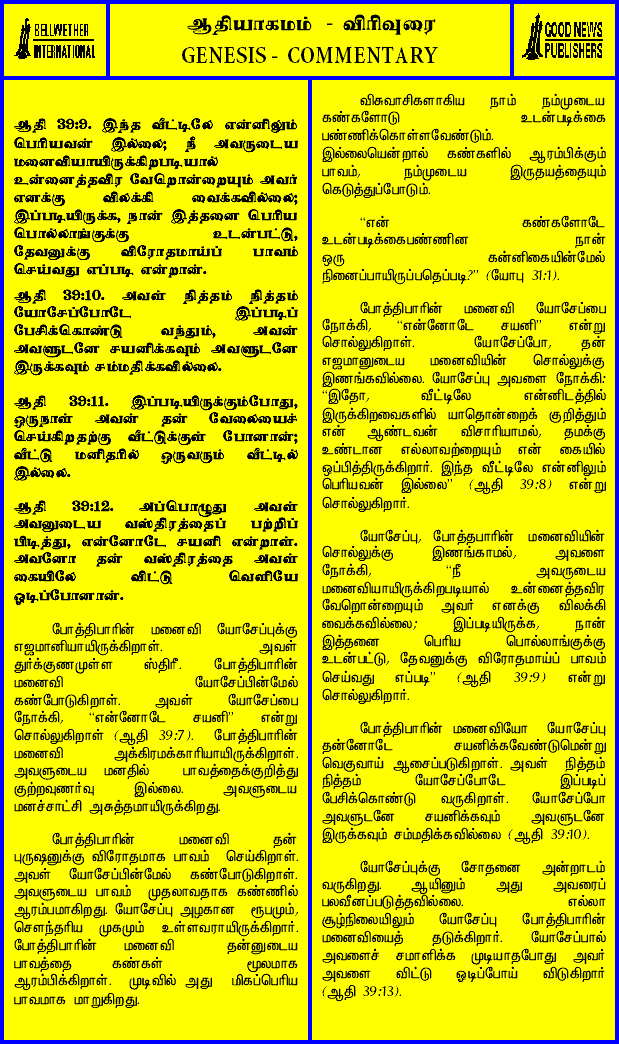 BELLWETHER
INTERNATIONAL
ஆதியாகமம் - விரிவுரை
GENESIS - COMMENTARY
GOOD NEWS
PUBLISHERS
ஆதி 39:9. இந்த வீட்டிலே என்னிலும்
பெரியவன் இல்லை; நீ அவருடைய
மனைவியாயிருக்கிறபடியால்
உன்னைத்தவிர வேறொன்றையும் அவர்
எனக்கு விலக்கி வைக்கவில்லை;
இப்படியிருக்க, நான் இத்தனை பெரிய
பொல்லாங்குக்கு உடன்பட்டு,
தேவனுக்கு விரோதமாய்ப் பாவம்
செய்வது எப்படி என்றான்.
ஆதி 39:10. அவள் நித்தம் நித்தம்
யோசேப்போடே இப்படிப்
பேசிக்கொண்டு வந்தும், அவன்
அவளுடனே சயனிக்கவும் அவளுடனே
இருக்கவும் சம்மதிக்கவில்லை.
ஆதி 39:11. இப்படியிருக்கும்போது,
ஒருநாள் அவன் தன் வேலையைச்
செய்கிறதற்கு வீட்டுக்குள் போனான்;
வீட்டு மனிதரில் ஒருவரும் வீட்டில்
இல்லை.
ஆதி 39:12. அப்பொழுது அவள்
அவனுடைய வஸ்திரத்தைப் பற்றிப்
பிடித்து, என்னோடே சயனி என்றாள்.
அவனோ தன் வஸ்திரத்தை அவள்
கையிலே விட்டு வெளியே
ஓடிப்போனான்.
போத்திபாரின் மனைவி யோசேப்புக்கு
எஜமானியாயிருக்கிறாள். அவள்
துர்க்குணமுள்ள ஸ்திரீ. போத்திபாரின்
மனைவி யோசேப்பின்மேல்
கண்போடுகிறாள். அவள் யோசேப்பை
நோக்கி, “என்னோடே சயனி” என்று
சொல்லுகிறாள் (ஆதி 39:7). போத்திபாரின்
மனைவி அக்கிரமக்காரியாயிருக்கிறாள்.
அவளுடைய மனதில் பாவத்தைக்குறித்து
குற்றவுணர்வு இல்லை. அவளுடைய
மனச்சாட்சி அசுத்தமாயிருக்கிறது.
போத்திபாரின் மனைவி தன்
புருஷனுக்கு விரோதமாக பாவம் செய்கிறாள்.
அவள் யோசேப்பின்மேல் கண்போடுகிறாள்.
அவளுடைய பாவம் முதலாவதாக கண்ணில்
ஆரம்பமாகிறது. யோசேப்பு அழகான ரூபமும்,
சௌந்தரிய முகமும் உள்ளவராயிருக்கிறார்.
போத்திபாரின் மனைவி தன்னுடைய
பாவத்தை கண்கள் மூலமாக
ஆரம்பிக்கிறாள். முடிவில் அது மிகப்பெரிய
பாவமாக மாறுகிறது.
விசுவாசிகளாகிய நாம் நம்முடைய
கண்களோடு உடன்படிக்கை
பண்ணிக்கொள்ளவேண்டும்.
இல்லையென்றால் கண்களில் ஆரம்பிக்கும்
பாவம், நம்முடைய இருதயத்தையும்
கெடுத்துப்போடும்.
“என் கண்களோடே
உடன்படிக்கைபண்ணின நான்
ஒரு கன்னிகையின்மேல்
நினைப்பாயிருப்பதெப்படி?” (யோபு 31:1).
போத்திபாரின் மனைவி யோசேப்பை
நோக்கி, “என்னோடே சயனி” என்று
சொல்லுகிறாள். யோசேப்போ, தன்
எஜமானுடைய மனைவியின் சொல்லுக்கு
இணங்கவில்லை. யோசேப்பு அவளை நோக்கி:
“இதோ, வீட்டிலே என்னிடத்தில்
இருக்கிறவைகளில் யாதொன்றைக் குறித்தும்
என் ஆண்டவன் விசாரியாமல், தமக்கு
உண்டான எல்லாவற்றையும் என் கையில்
ஒப்பித்திருக்கிறார். இந்த வீட்டிலே என்னிலும்
பெரியவன் இல்லை” (ஆதி 39:8) என்று
சொல்லுகிறார்.
யோசேப்பு, போத்தபாரின் மனைவியின்
சொல்லுக்கு இணங்காமல், அவளை
நோக்கி, “நீ அவருடைய
மனைவியாயிருக்கிறபடியால் உன்னைத்தவிர
வேறொன்றையும் அவர் எனக்கு விலக்கி
வைக்கவில்லை; இப்படியிருக்க, நான்
இத்தனை பெரிய பொல்லாங்குக்கு
உடன்பட்டு, தேவனுக்கு விரோதமாய்ப் பாவம்
செய்வது எப்படி” (ஆதி 39:9) என்று
சொல்லுகிறார்.
போத்திபாரின் மனைவியோ யோசேப்பு
தன்னோடே சயனிக்கவேண்டுமென்று
வெகுவாய் ஆசைப்படுகிறாள். அவள் நித்தம்
நித்தம் யோசேப்போடே இப்படிப்
பேசிக்கொண்டு வருகிறாள். யோசேப்போ
அவளுடனே சயனிக்கவும் அவளுடனே
இருக்கவும் சம்மதிக்கவில்லை (ஆதி 39:10).
யோசேப்புக்கு சோதனை அன்றாடம்
வருகிறது. ஆயினும் அது அவரைப்
பலவீனப்படுத்தவில்லை. எல்லா
சூழ்நிலையிலும் யோசேப்பு போத்திபாரின்
மனைவியைத் தடுக்கிறார். யோசேப்பால்
அவளைச் சமாளிக்க முடியாதபோது அவர்
அவளை விட்டு ஓடிப்போய் விடுகிறார்
(ஆதி 39:13).